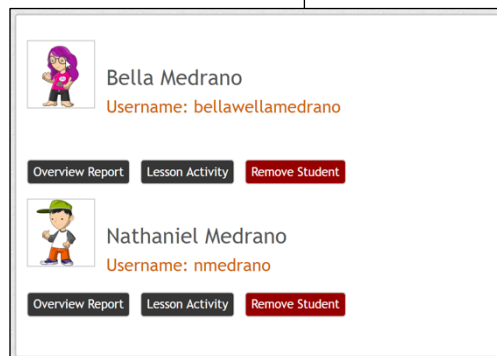 Bella Medrano
Username: bellawellamedrano
Overview Report Lesson Activity Remove Student
Nathaniel Medrano
Username: nmedrano
Overview Report Lesson Activity Remove Student